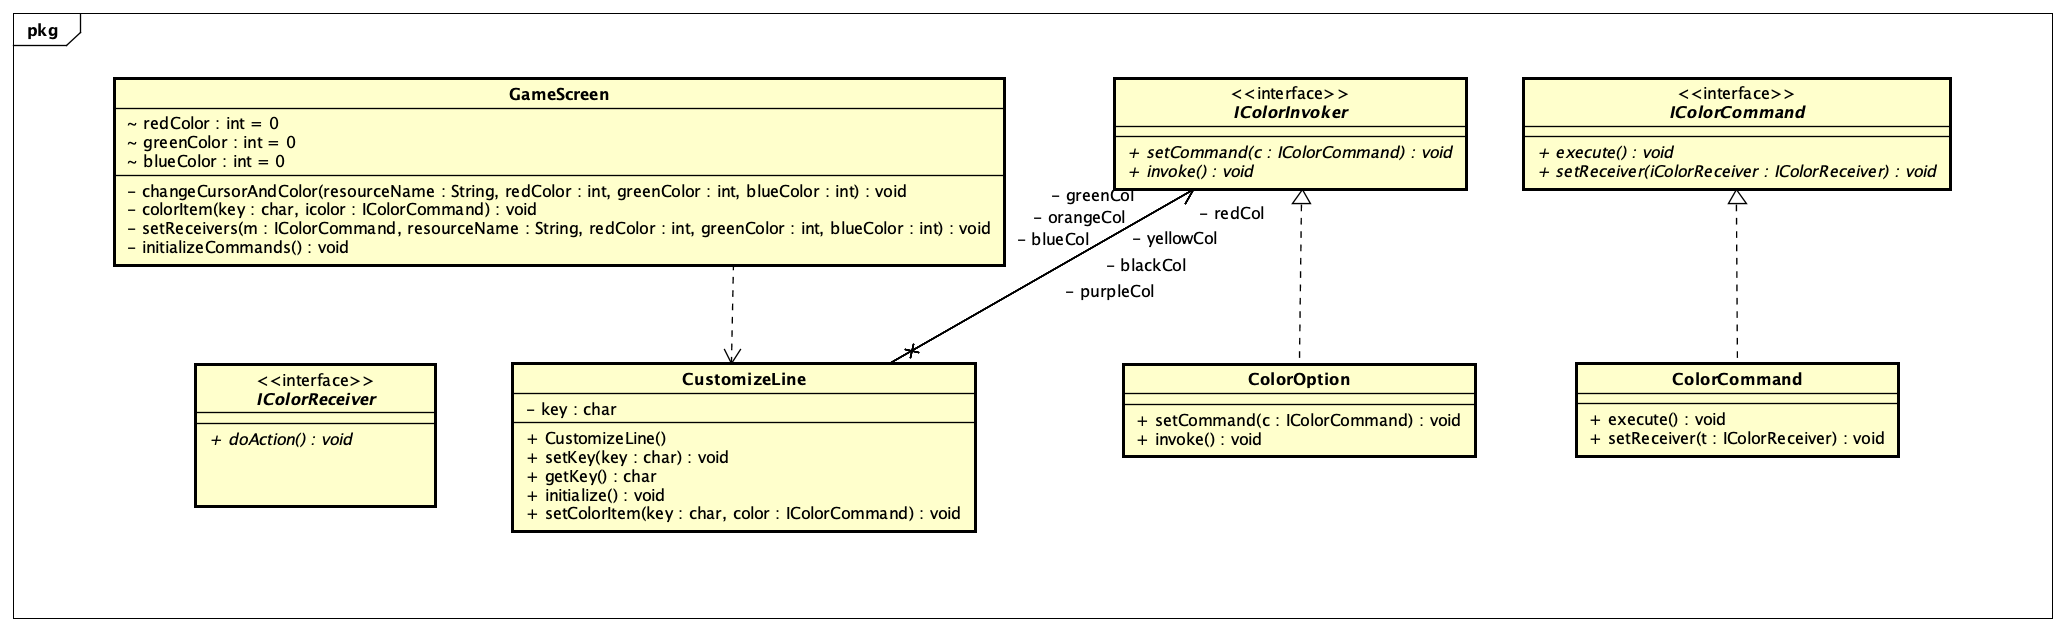 pkg
GameScreen
~ redColor : int = 0
~ greenColor : int = 0
~ blueColor : int = 0
- changeCursorAndColor(resourceName : String, redColor : int, greenColor : int, blueColor : int) : void
- colorItem(key : char, icolor : IColorCommand) : void
- setReceivers(m : IColorCommand, resourceName : String, redColor : int, greenColor : int, blueColor : int) : void
- initializeCommands() : void
<<interface>>
IColorInvoker
+ setCommand(c : IColorCommand) : void
+ invoke() : void
<<interface>>
IColorCommand
+ execute() : void
+ setReceiver(iColorReceiver : IColorReceiver) : void
- greenCol
- orangeCol
- blueCol
- redCol
- yellowCol
- blackCol
- purpleCol
<<interface>>
IColorReceiver
+ doAction() : void
CustomizeLine
- key : char
+ CustomizeLine()
+ setKey(key : char) : void
+ getKey() : char
+ initialize() : void
+ setColorItem(key : char, color : IColorCommand) : void
ColorOption
+ setCommand(c : IColorCommand) : void
+ invoke() : void
ColorCommand
+ execute() : void
+ setReceiver(t : IColorReceiver) : void